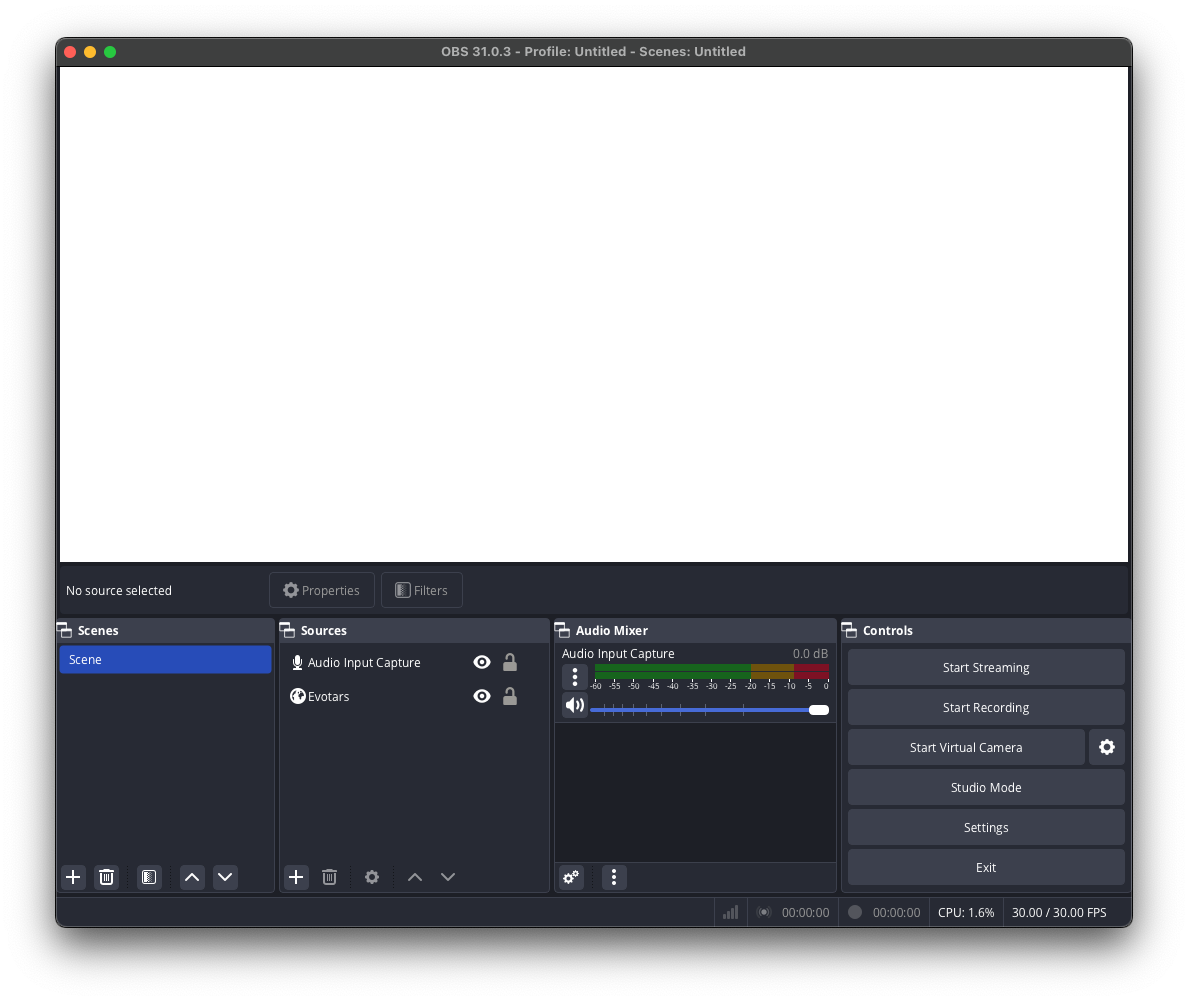 OBS 31.0.3 - Profile: Untitled - Scenes: Untitled
No source selected
Properties
Filters
Scenes
Sources
Audio Mixer
Controls
Scene
Audio Input Capture
Evotars
Audio Input Capture
0.0 dB
-60 -55 -50 -45 -40 -35 -30 -25 -20 -15 -10 -5 0
Start Streaming
Start Recording
Start Virtual Camera
Studio Mode
Settings
Exit
00:00:00
00:00:00
CPU: 1.6%
30.00 / 30.00 FPS